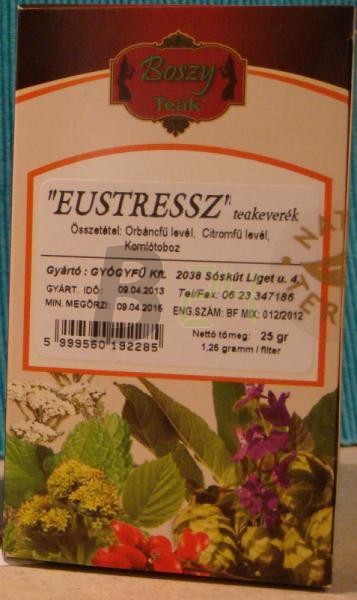 Boszy
Teák
"EUSTRESSZ" teakeverék
Összetétel: Orbáncfű levél, Citromfű levél,
Komlótoboz
Gyártó : GYÓGYFŰ Kft. 2038 Sóskút Liget u. 4.
GYÁRT. IDŐ: 09.04.2013 Tel/Fax: 06 23 347186
MIN. MEGŐRZI: 09.04.2016 ENG.SZÁM: BF MIX: 012/2012
Nettó tömeg: 25 gr
1,25 gramm / filter
5 999560 192285